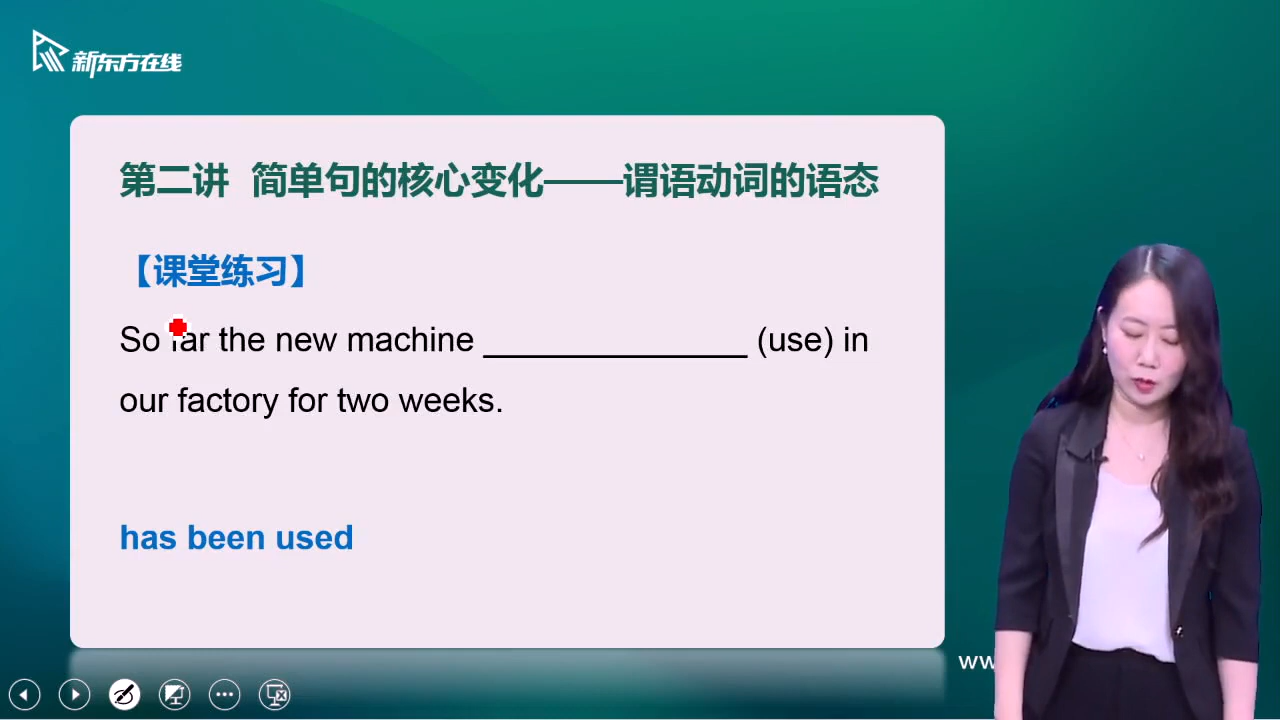 新东方在线
第二讲 简单句的核心变化——谓语动词的语态
【课堂练习】
So far the new machine _______________ (use) in
our factory for two weeks.
has been used
ww